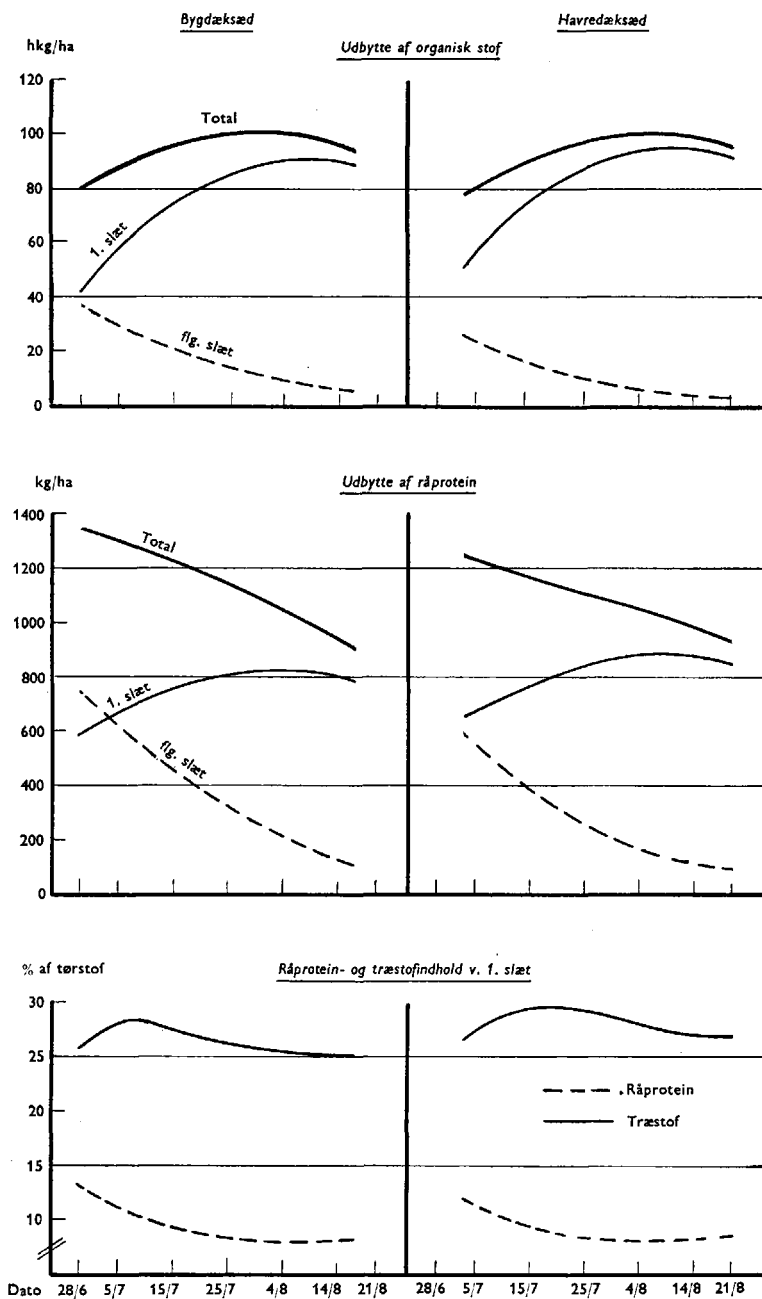 Bygdæksæd Havredæksæd
hkg/ha Udbytte af organisk stof
120
100
80
60
40
20
0
Total
1. slæt
flg. slæt
kg/ha Udbytte af råprotein
1400
1200
1000
800
600
400
200
0
Total
1. slæt
flg. slæt
% af tørstof Råprotein- og træstofindhold v. 1. slæt
30
25
20
15
10
Råprotein
Træstof
Dato 28/6 5/7 15/7 25/7 4/8 14/8 21/8 28/6 5/7 15/7 25/7 4/8 14/8 21/8